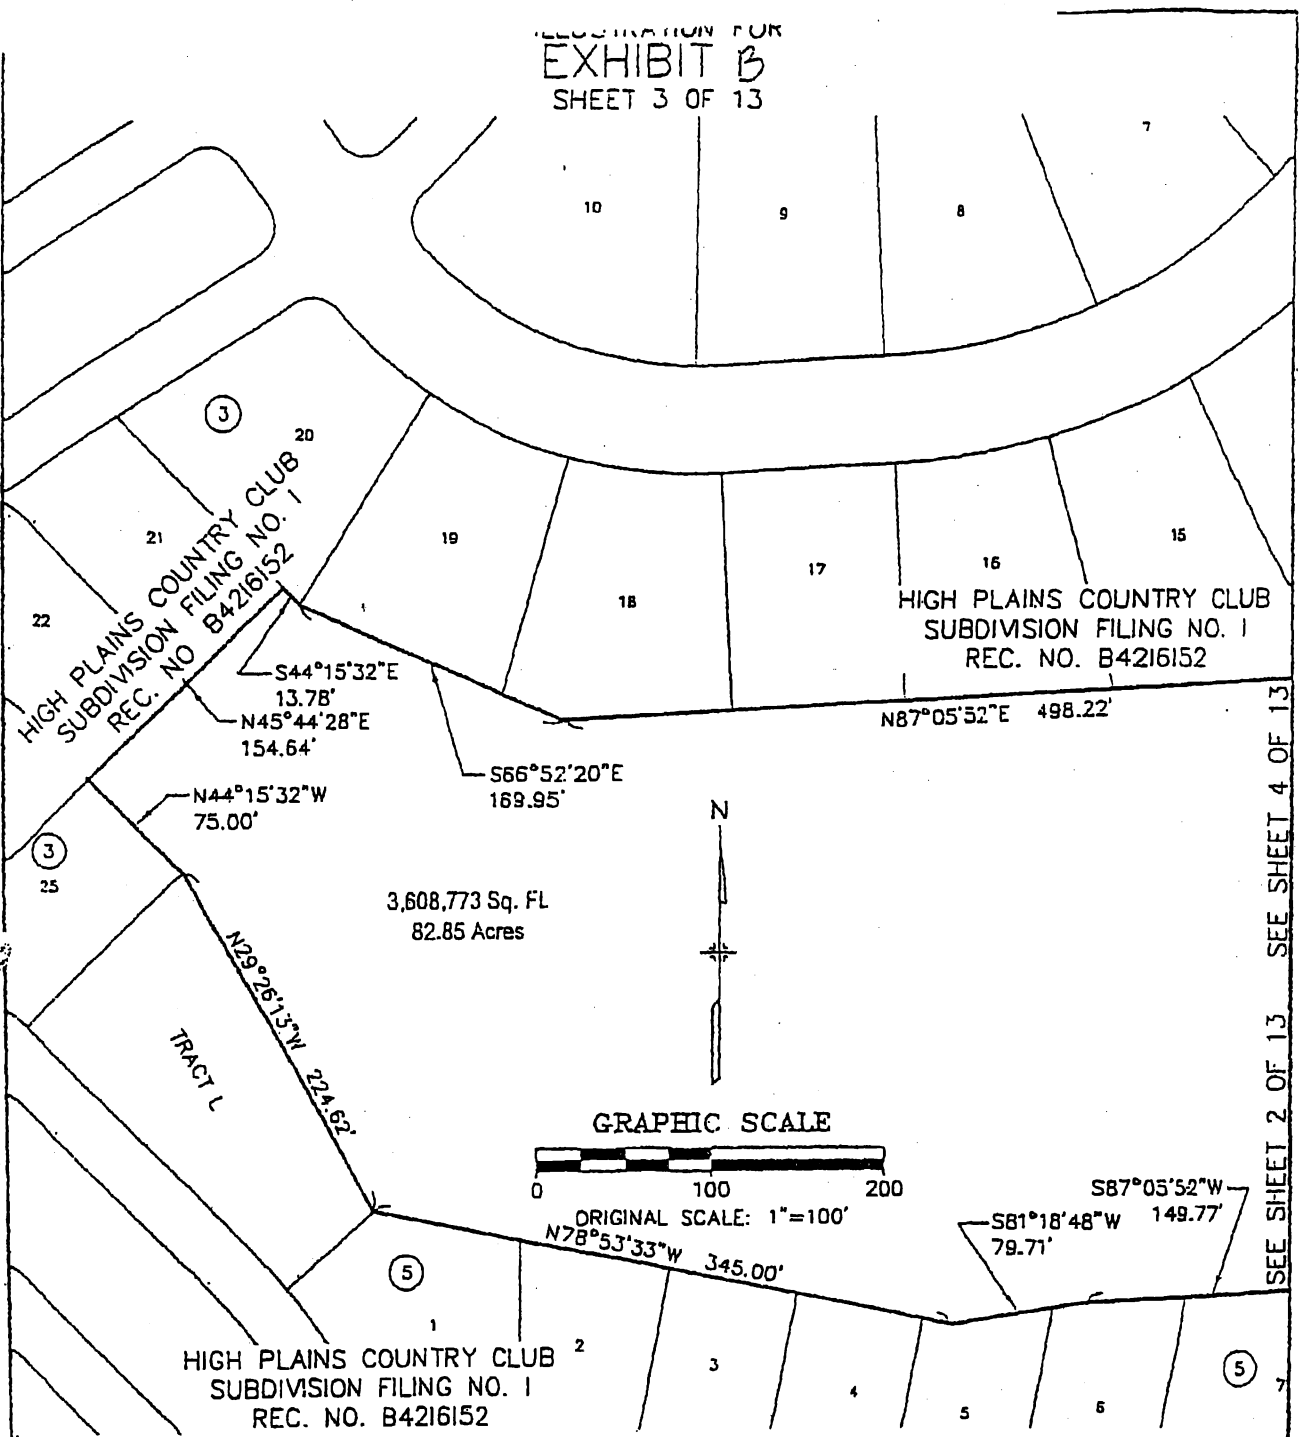 ILLUSTRATION FOR
EXHIBIT B
SHEET 3 OF 13
7
10
9
8
3
20
21
19
22
18
17
16
15
HIGH PLAINS COUNTRY CLUB
SUBDIVISION FILING NO. 1
REC. NO B4216152
HIGH PLAINS COUNTRY CLUB
SUBDIVISION FILING NO. 1
REC. NO. B4216152
S44°15'32"E
13.78'
N45°44'28"E
154.64'
S66°52'20"E
169.95'
N87°05'52"E 498.22'
N44°15'32"W
75.00'
3
25
3,608,773 Sq. Ft.
82.85 Acres
N
SEE SHEET 4 OF 13
SEE SHEET 2 OF 13
N29°26'13"W 224.62'
TRACT L
GRAPHIC SCALE
0 100 200
ORIGINAL SCALE: 1"=100'
N78°53'33"W 345.00'
S81°18'48"W
79.71'
S87°05'52"W
149.77'
5
1
2
3
4
5
6
5
7
HIGH PLAINS COUNTRY CLUB
SUBDIVISION FILING NO. 1
REC. NO. B4216152